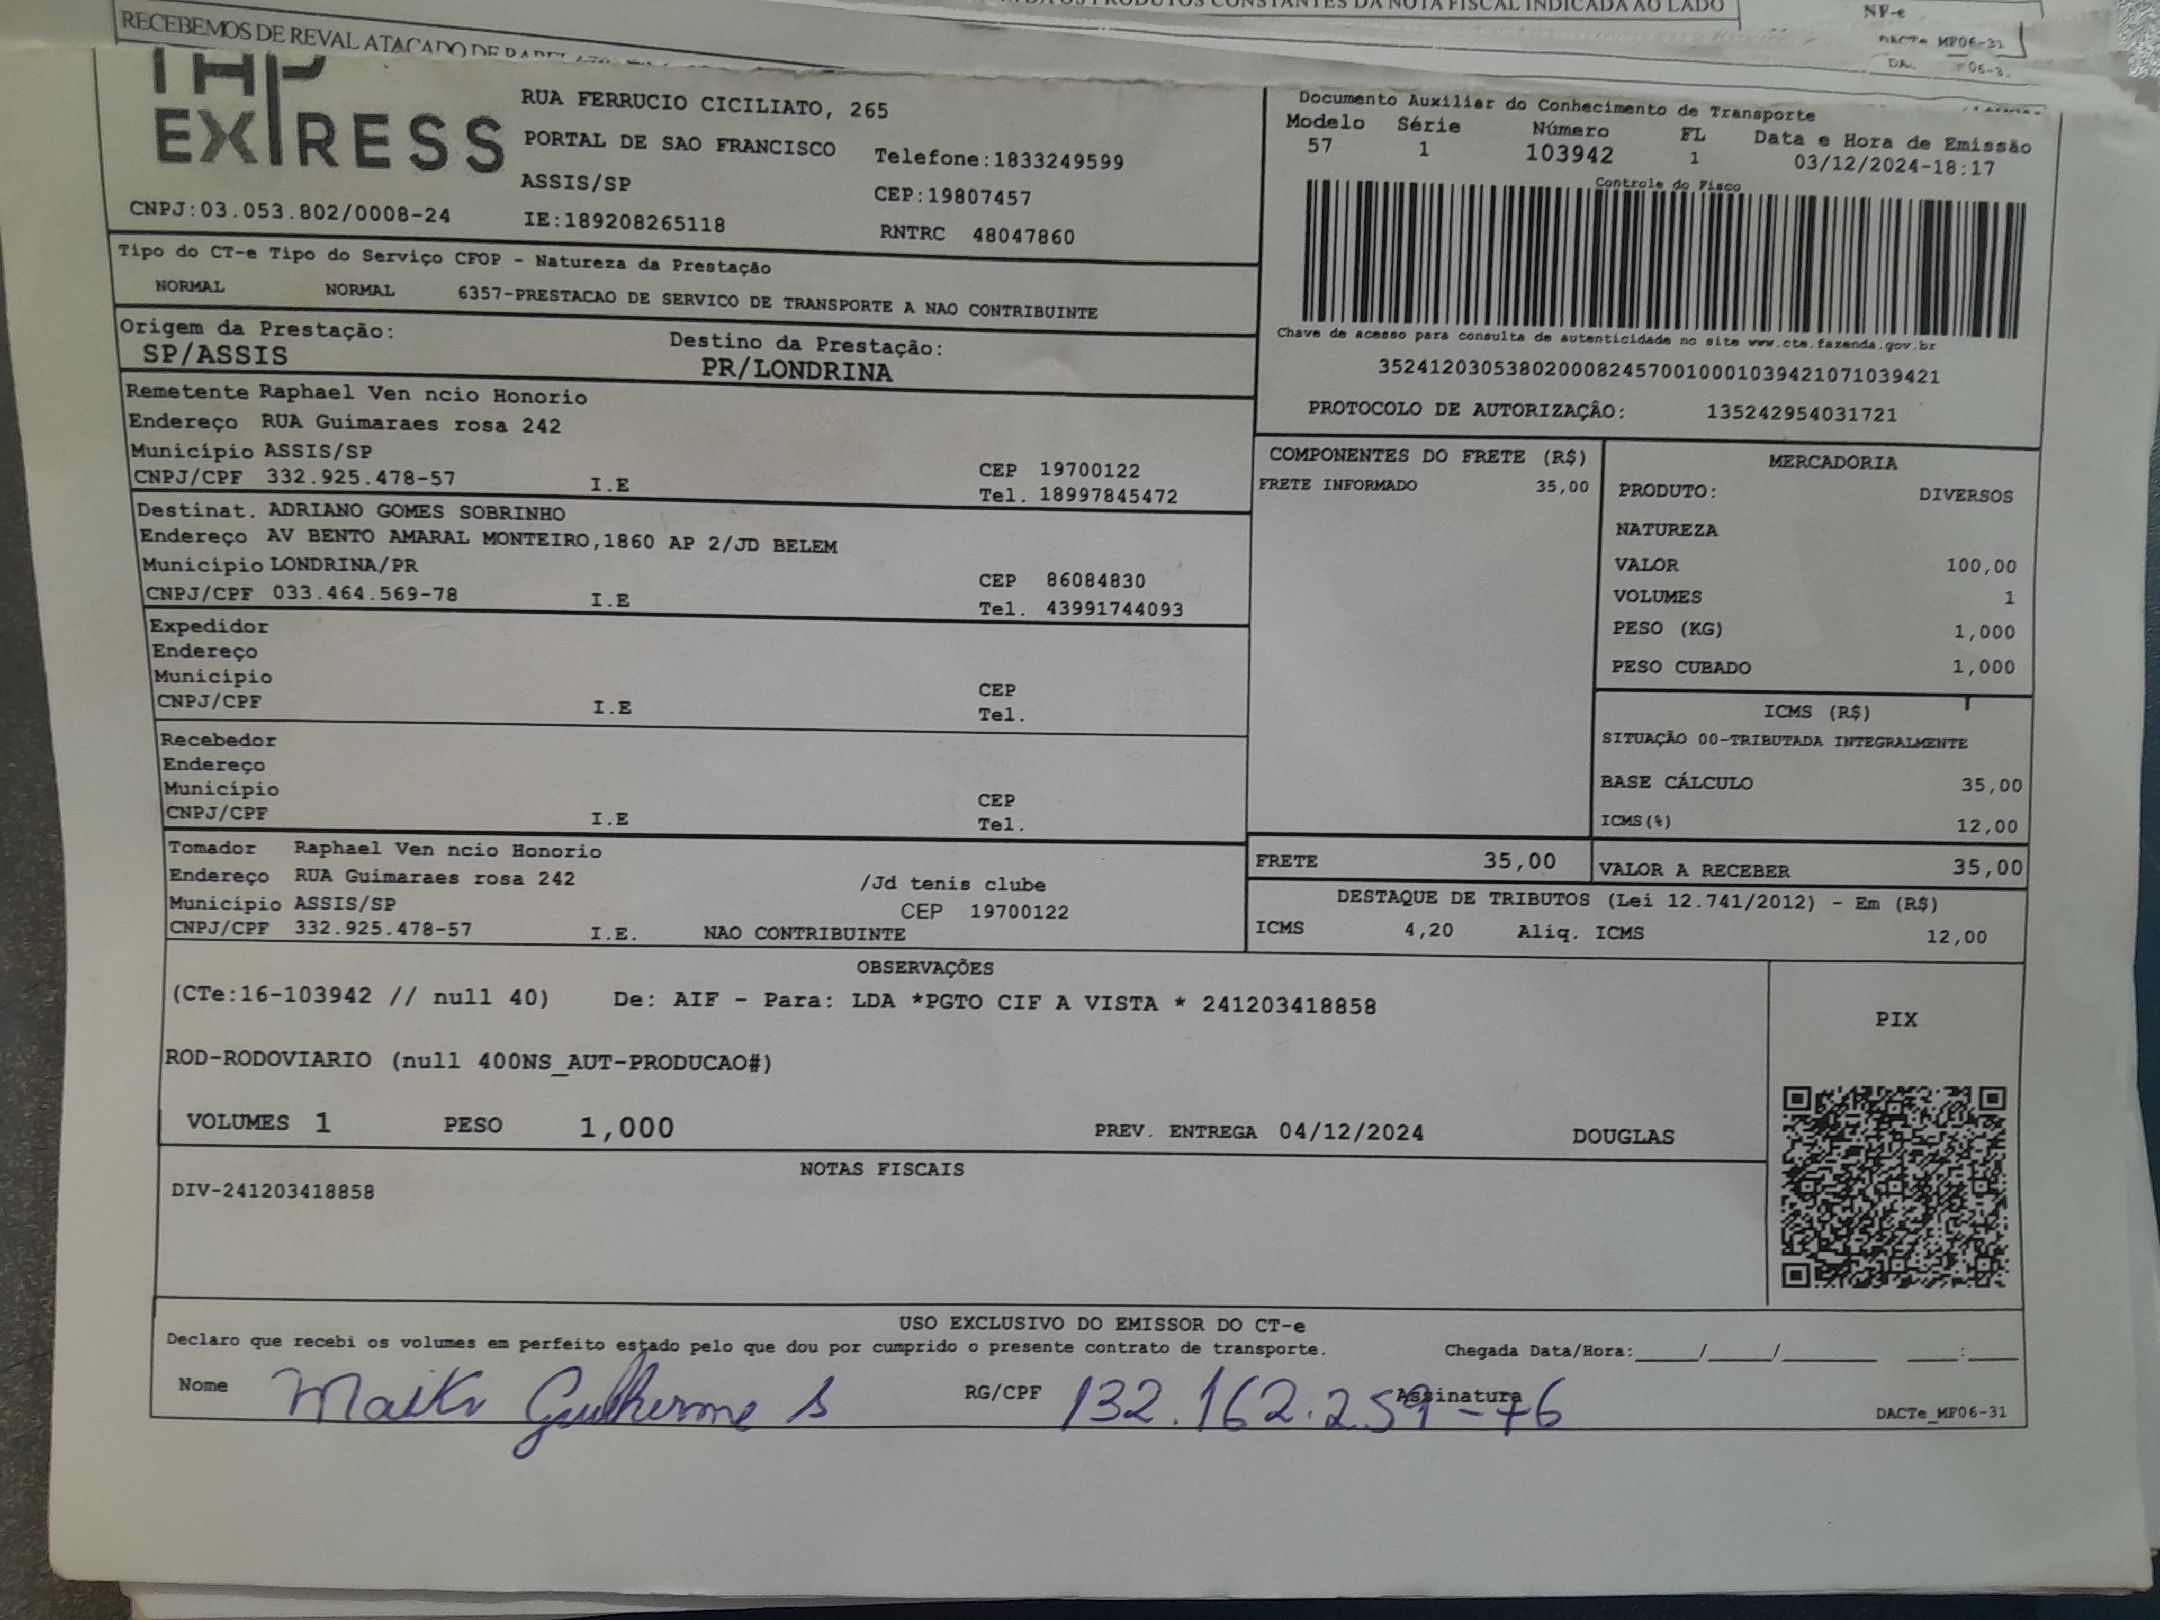 RECEBEMOS DE REVAL ATACADO DE
OS PRODUTOS CONSTANTES DA NOTA FISCAL INDICADA AO LADO
NF-e
DACTe MF06-31
EXPRESS
RUA FERRUCIO CICILIATO, 265
PORTAL DE SAO FRANCISCO
Telefone:1833249599
ASSIS/SP
CEP:19807457
CNPJ:03.053.802/0008-24
IE:189208265118
RNTRC 48047860
Documento Auxiliar do Conhecimento de Transporte
Modelo Série Número FL Data e Hora de Emissão
57 1 103942 1 03/12/2024-18:17
Controle do Fisco
Chave de acesso para consulta de autenticidade no site www.cte.fazenda.gov.br
35241203053802000824570010001039421071039421
PROTOCOLO DE AUTORIZAÇÃO: 135242954031721
Tipo do CT-e Tipo do Serviço CFOP - Natureza da Prestação
NORMAL NORMAL 6357-PRESTACAO DE SERVICO DE TRANSPORTE A NAO CONTRIBUINTE
Origem da Prestação: Destino da Prestação:
SP/ASSIS PR/LONDRINA
Remetente Raphael Ven ncio Honorio
Endereço RUA Guimaraes rosa 242
Município ASSIS/SP CEP 19700122
CNPJ/CPF 332.925.478-57 I.E Tel. 18997845472
Destinat. ADRIANO GOMES SOBRINHO
Endereço AV BENTO AMARAL MONTEIRO,1860 AP 2/JD BELEM
Município LONDRINA/PR CEP 86084830
CNPJ/CPF 033.464.569-78 I.E Tel. 43991744093
Expedidor
Endereço
Município CEP
CNPJ/CPF I.E Tel.
Recebedor
Endereço
Município CEP
CNPJ/CPF I.E Tel.
Tomador Raphael Ven ncio Honorio
Endereço RUA Guimaraes rosa 242 /Jd tenis clube
Município ASSIS/SP CEP 19700122
CNPJ/CPF 332.925.478-57 I.E. NAO CONTRIBUINTE
COMPONENTES DO FRETE (R$)
FRETE INFORMADO 35,00
MERCADORIA
PRODUTO: DIVERSOS
NATUREZA
VALOR 100,00
VOLUMES 1
PESO (KG) 1,000
PESO CUBADO 1,000
ICMS (R$)
SITUAÇÃO 00-TRIBUTADA INTEGRALMENTE
BASE CÁLCULO 35,00
ICMS(%) 12,00
FRETE 35,00 VALOR A RECEBER 35,00
DESTAQUE DE TRIBUTOS (Lei 12.741/2012) - Em (R$)
ICMS 4,20 Aliq. ICMS 12,00
OBSERVAÇÕES
(CTe:16-103942 // null 40) De: AIF - Para: LDA *PGTO CIF A VISTA * 241203418858
ROD-RODOVIARIO (null 400NS_AUT-PRODUCAO#)
PIX
VOLUMES 1 PESO 1,000 PREV. ENTREGA 04/12/2024 DOUGLAS
NOTAS FISCAIS
DIV-241203418858
USO EXCLUSIVO DO EMISSOR DO CT-e
Declaro que recebi os volumes em perfeito estado pelo que dou por cumprido o presente contrato de transporte. Chegada Data/Hora:____/____/______ ___:___
Nome Guilherme S RG/CPF 132.162.259-76 Assinatura
DACTe_MF06-31